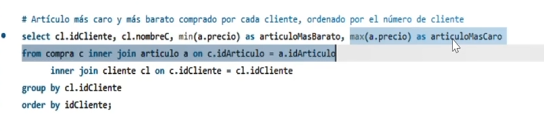 # Artículo más caro y más barato comprado por cada cliente, ordenado por el número de cliente
select cl.idCliente, cl.nombreC, min(a.precio) as articuloMasBarato, max(a.precio) as articuloMasCaro
from compra c inner join articulo a on c.idArticulo = a.idArticulo
inner join cliente cl on c.idCliente = cl.idCliente
group by cl.idCliente
order by idCliente;